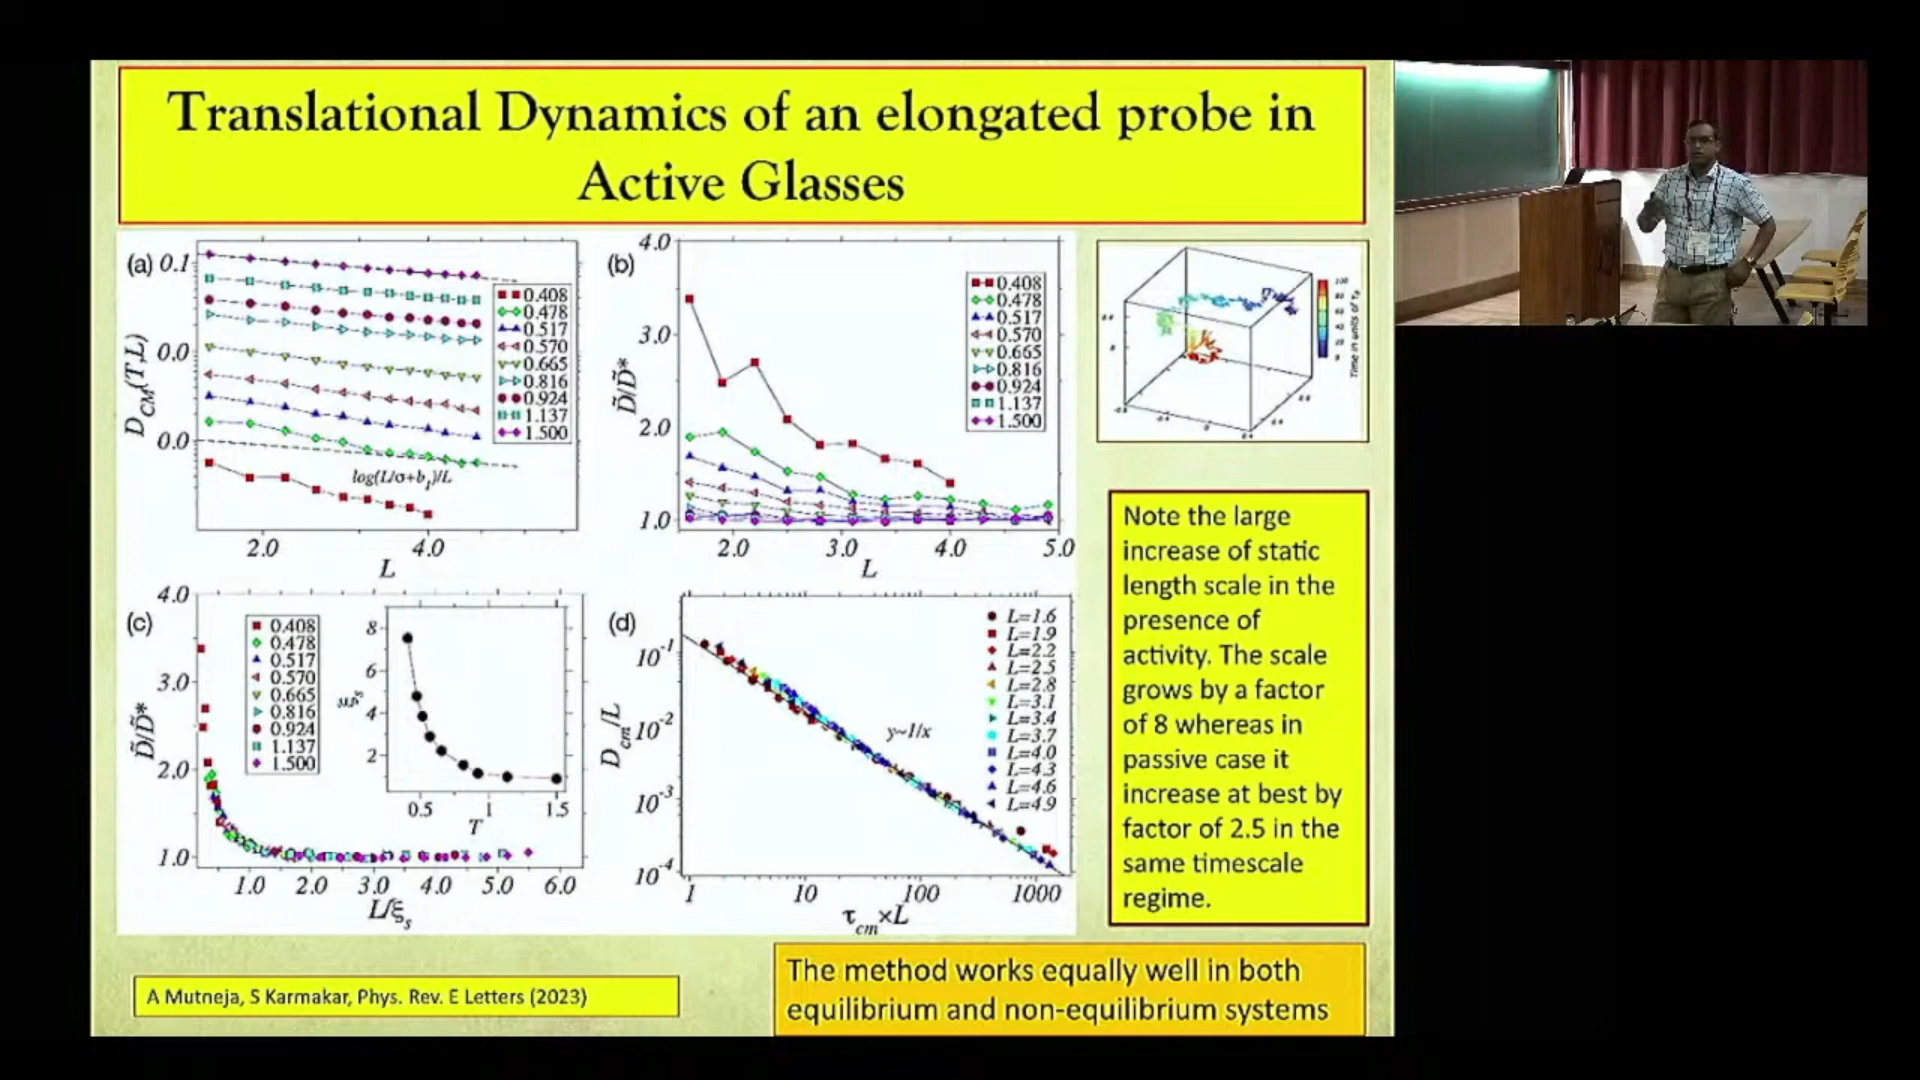 Translational Dynamics of an elongated probe in
Active Glasses
(a)
0.1
0.0
0.0
D_CM(T,L)
0.408
0.478
0.517
0.570
0.665
0.816
0.924
1.137
1.500
log(L/σ+b₁)/L
2.0 4.0
L
(b)
4.0
3.0
2.0
1.0
D̃/D̃*
0.408
0.478
0.517
0.570
0.665
0.816
0.924
1.137
1.500
2.0 3.0 4.0 5.0
L
100
80
60
40
20
0
Note the large
increase of static
length scale in the
presence of
activity. The scale
grows by a factor
of 8 whereas in
passive case it
increase at best by
factor of 2.5 in the
same timescale
regime.
(c)
4.0
3.0
2.0
1.0
D̃/D̃*
0.408
0.478
0.517
0.570
0.665
0.816
0.924
1.137
1.500
8
6
4
2
ξₛ
0.5 1 1.5
T
1.0 2.0 3.0 4.0 5.0 6.0
L/ξₛ
(d)
10⁻¹
10⁻²
10⁻³
10⁻⁴
D_cm/L
L=1.6
L=1.9
L=2.2
L=2.5
L=2.8
L=3.1
L=3.4
L=3.7
L=4.0
L=4.3
L=4.6
L=4.9
y~1/x
1 10 100 1000
τ_cm×L
A Mutneja, S Karmakar, Phys. Rev. E Letters (2023)
The method works equally well in both
equilibrium and non-equilibrium systems